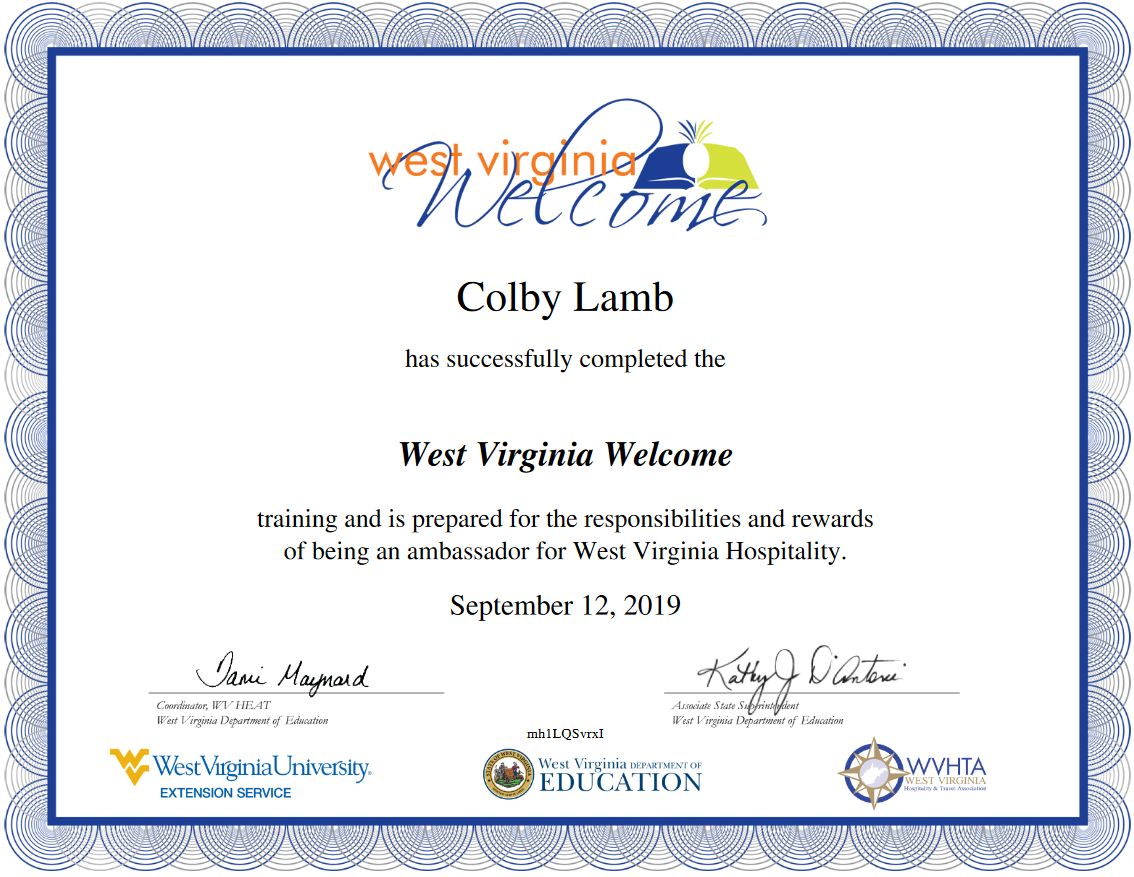 west virginia
Welcome
Colby Lamb
has successfully completed the
West Virginia Welcome
training and is prepared for the responsibilities and rewards
of being an ambassador for West Virginia Hospitality.
September 12, 2019
Tami Maynard
Kathy J D'Antoni
Coordinator, WV HEAT
West Virginia Department of Education
Associate State Superintendent
West Virginia Department of Education
mh1LQSvrxI
WestVirginiaUniversity.
EXTENSION SERVICE
West Virginia DEPARTMENT OF
EDUCATION
WVHTA
WEST VIRGINIA
Hospitality & Travel Association